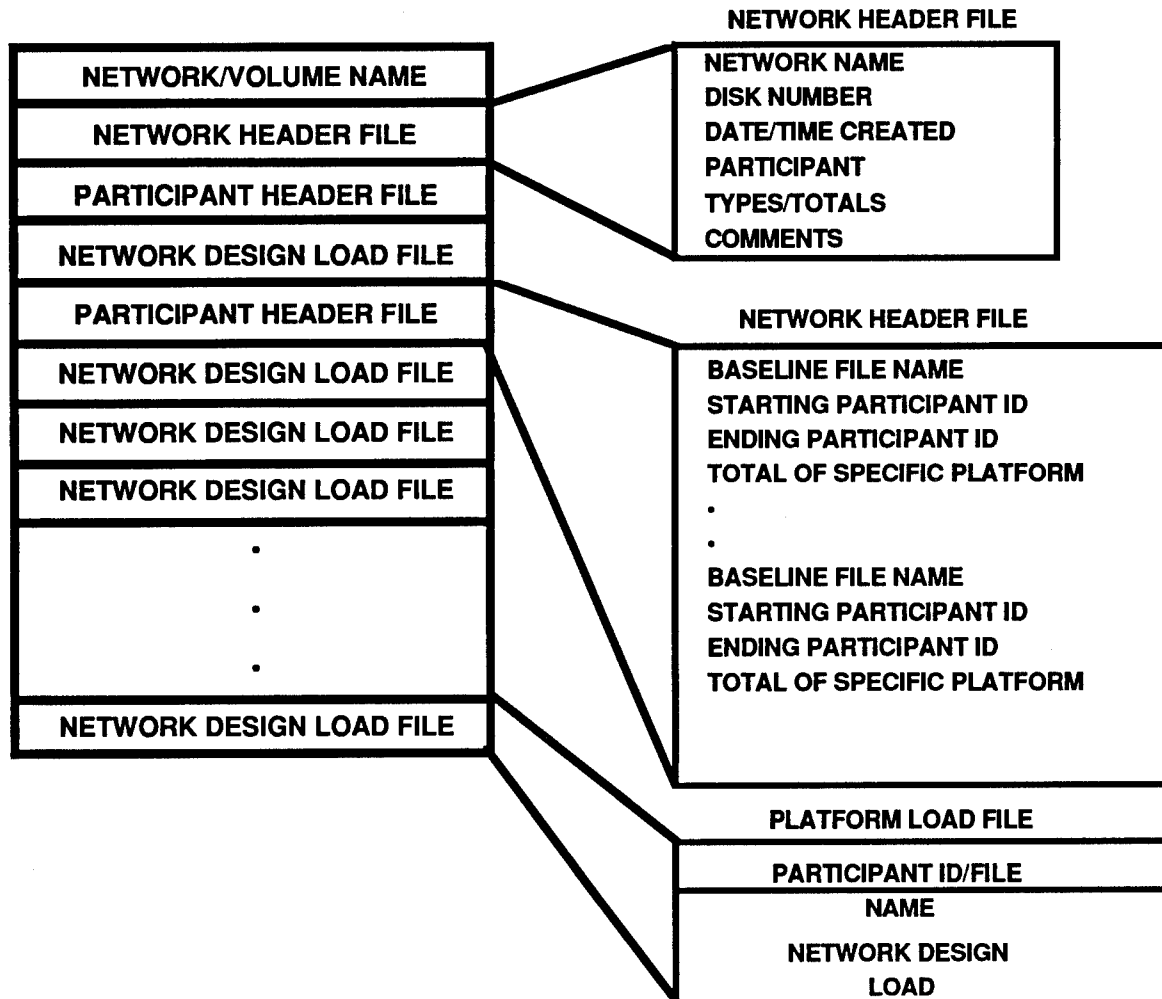 NETWORK/VOLUME NAME
NETWORK HEADER FILE
PARTICIPANT HEADER FILE
NETWORK DESIGN LOAD FILE
PARTICIPANT HEADER FILE
NETWORK DESIGN LOAD FILE
NETWORK DESIGN LOAD FILE
NETWORK DESIGN LOAD FILE
.
.
.
NETWORK DESIGN LOAD FILE
NETWORK HEADER FILE
NETWORK NAME
DISK NUMBER
DATE/TIME CREATED
PARTICIPANT
TYPES/TOTALS
COMMENTS
NETWORK HEADER FILE
BASELINE FILE NAME
STARTING PARTICIPANT ID
ENDING PARTICIPANT ID
TOTAL OF SPECIFIC PLATFORM
.
.
BASELINE FILE NAME
STARTING PARTICIPANT ID
ENDING PARTICIPANT ID
TOTAL OF SPECIFIC PLATFORM
PLATFORM LOAD FILE
PARTICIPANT ID/FILE
NAME
NETWORK DESIGN
LOAD